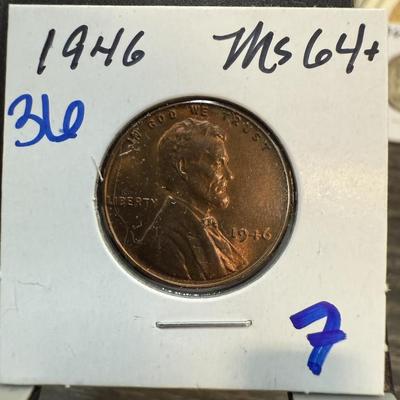 1946 MS 64+
36
IN GOD WE TRUST
LIBERTY
1946
7